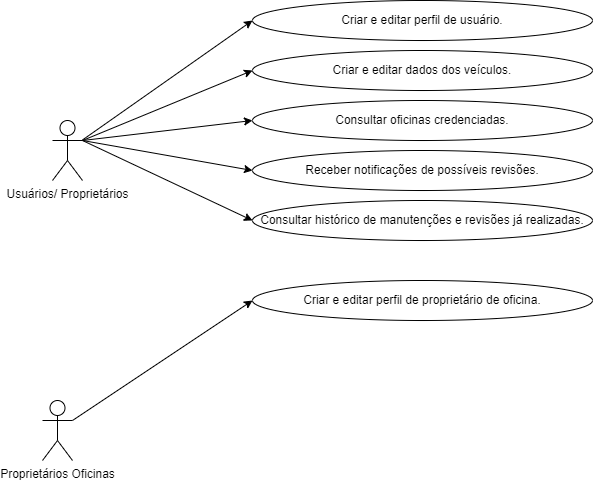 Criar e editar perfil de usuário.
Criar e editar dados dos veículos.
Consultar oficinas credenciadas.
Receber notificações de possíveis revisões.
Usuários/ Proprietários
Consultar histórico de manutenções e revisões já realizadas.
Criar e editar perfil de proprietário de oficina.
Proprietários Oficinas